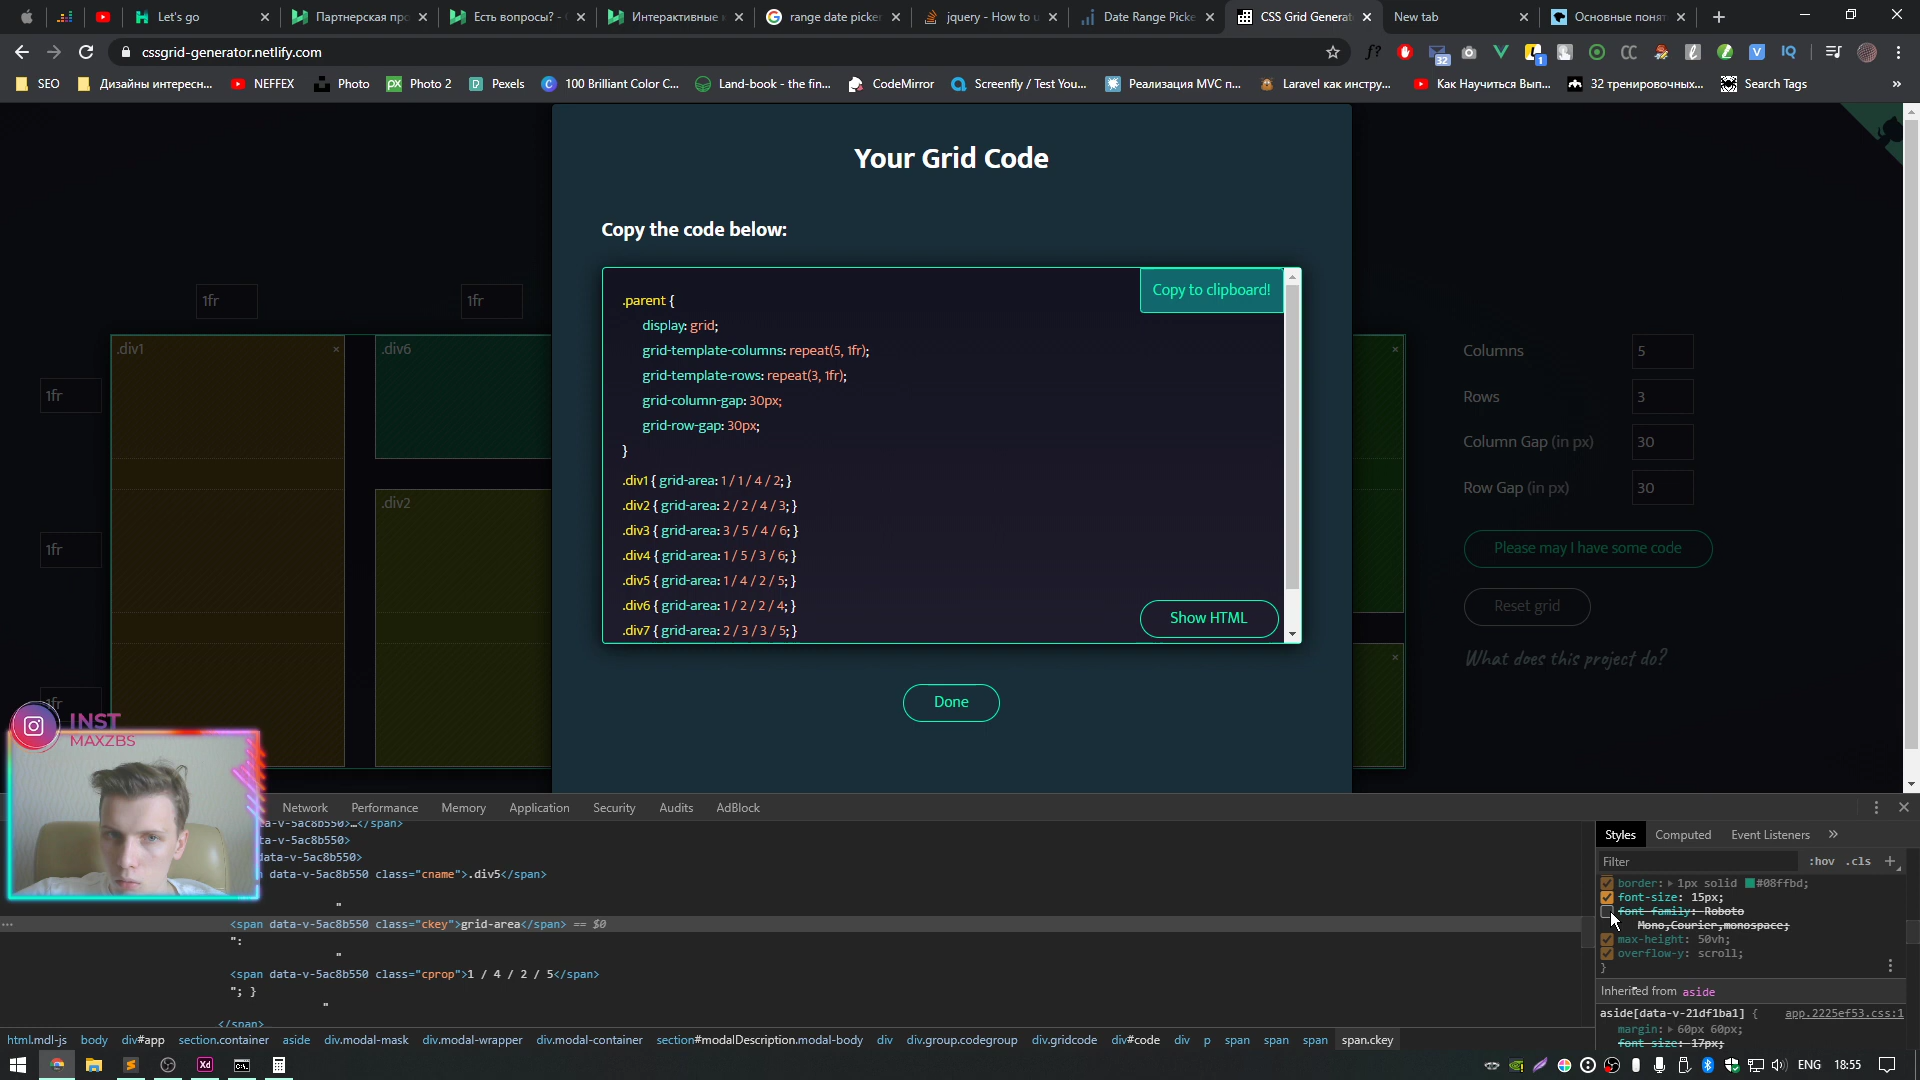 Let's go
Партнерская пр
Есть вопросы? -
Интерактивные
range date picke
jquery - How to u
Date Range Picke
CSS Grid Generat
New tab
Основные понят
cssgrid-generator.netlify.com
SEO
Дизайны интересн...
NEFFEX
Photo
Photo 2
Pexels
100 Brilliant Color C...
Land-book - the fin...
CodeMirror
Screenfly / Test You...
Реализация MVC п...
Laravel как инстру...
Как Научиться Вып...
32 тренировочных...
Search Tags
Your Grid Code
Copy the code below:
Copy to clipboard!
.parent {
display: grid;
grid-template-columns: repeat(5, 1fr);
grid-template-rows: repeat(3, 1fr);
grid-column-gap: 30px;
grid-row-gap: 30px;
}
.div1 { grid-area: 1 / 1 / 4 / 2; }
.div2 { grid-area: 2 / 2 / 4 / 3; }
.div3 { grid-area: 3 / 5 / 4 / 6; }
.div4 { grid-area: 1 / 5 / 3 / 6; }
.div5 { grid-area: 1 / 4 / 2 / 5; }
.div6 { grid-area: 1 / 2 / 2 / 4; }
.div7 { grid-area: 2 / 3 / 3 / 5; }
Show HTML
Done
1fr
1fr
.div1
.div6
1fr
.div2
1fr
1fr
Columns 5
Rows 3
Column Gap (in px) 30
Row Gap (in px) 30
Please may I have some code
Reset grid
What does this project do?
INST
MAXZBS
Network Performance Memory Application Security Audits AdBlock
a-v-5ac8b550>…</span>
ta-v-5ac8b550>
data-v-5ac8b550>
data-v-5ac8b550 class="cname">.div5</span>
"
<span data-v-5ac8b550 class="ckey">grid-area</span> == $0
":
"
<span data-v-5ac8b550 class="cprop">1 / 4 / 2 / 5</span>
"; }
"
</span>
Styles Computed Event Listeners »
Filter :hov .cls +
border: 1px solid #08ffbd;
font-size: 15px;
font-family: Roboto
Mono,Courier,monospace;
max-height: 50vh;
overflow-y: scroll;
}
Inherited from aside
aside[data-v-21df1ba1] { app.2225ef53.css:1
margin: 60px 60px;
font-size: 17px;
html.mdl-js body div#app section.container aside div.modal-mask div.modal-wrapper div.modal-container section#modalDescription.modal-body div div.group.codegroup div.gridcode div#code div p span span span span.ckey
ENG 18:55